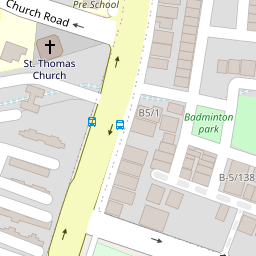 Pre.School
Church Road
St. Thomas
Church
B5/1
Badminton
park
B-5/138